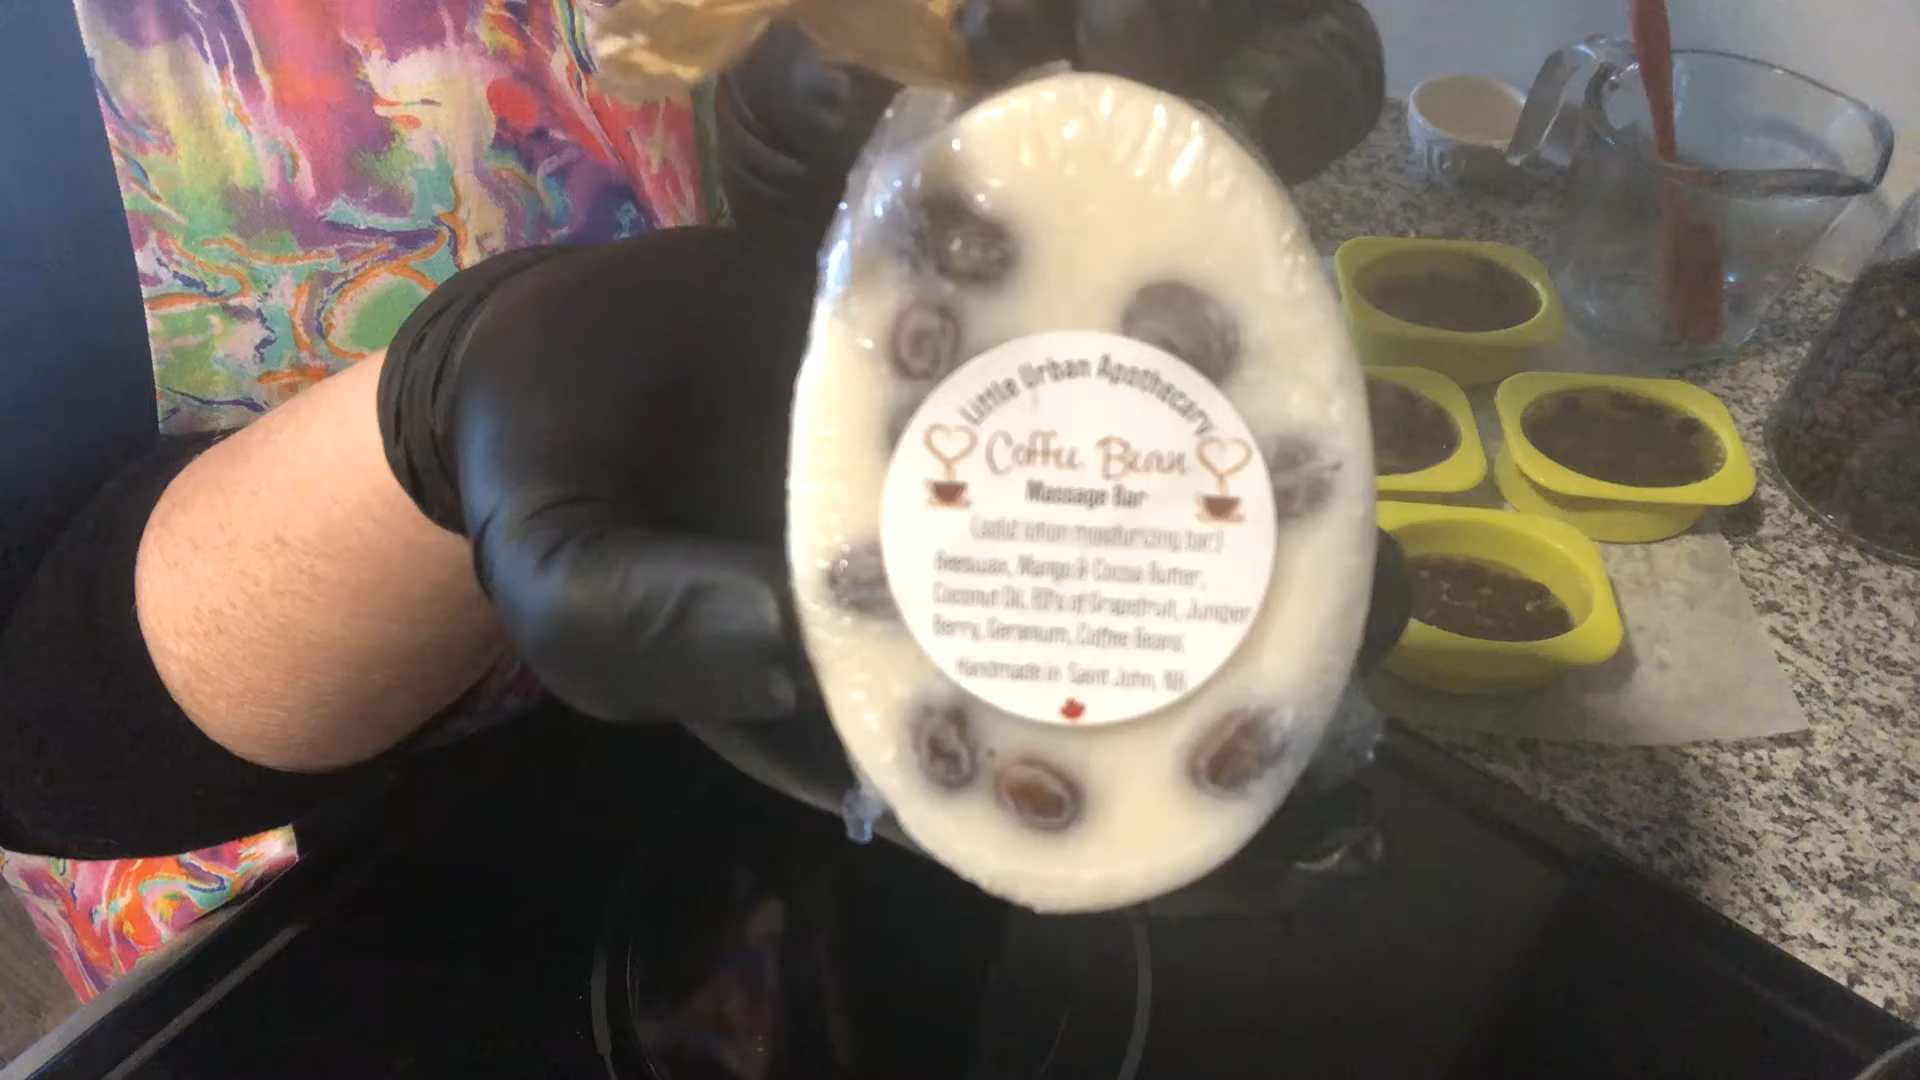 Little Urban Apothecary
Coffee Bean
Massage Bar
(solid lotion moisturizing bar)
Beeswax, Mango & Cocoa Butter,
Coconut Oil, EO's of Grapefruit, Juniper
Berry, Geranium, Coffee Beans
Handmade in Saint John, NB